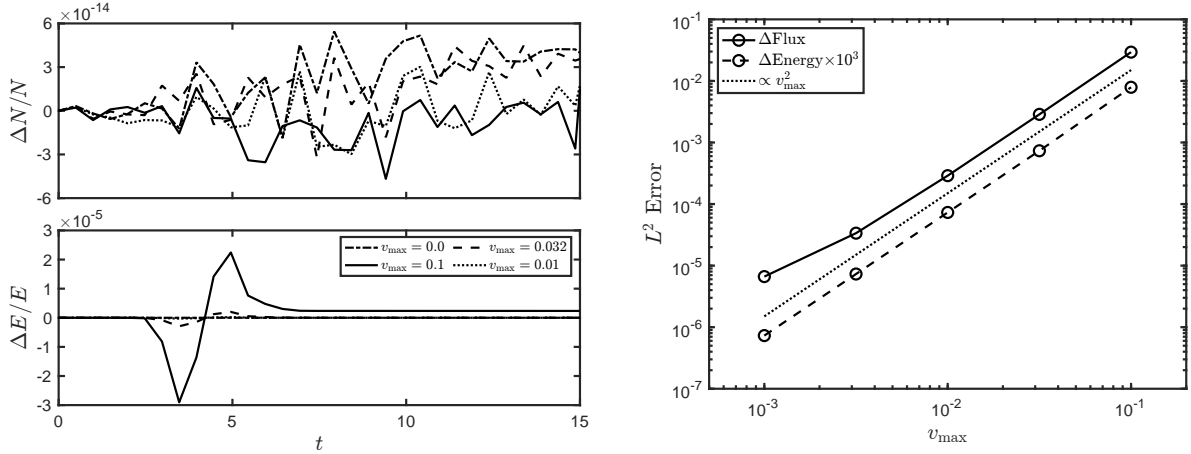 ×10⁻¹⁴
6
3
0
-3
-6
ΔN/N
×10⁻⁵
3
2
1
0
-1
-2
-3
ΔE/E
v_max = 0.0 v_max = 0.032
v_max = 0.1 v_max = 0.01
0 5 10 15
t
10⁻¹
10⁻²
10⁻³
10⁻⁴
10⁻⁵
10⁻⁶
10⁻⁷
L² Error
ΔFlux
ΔEnergy×10³
∝ v²_max
10⁻³ 10⁻² 10⁻¹
v_max